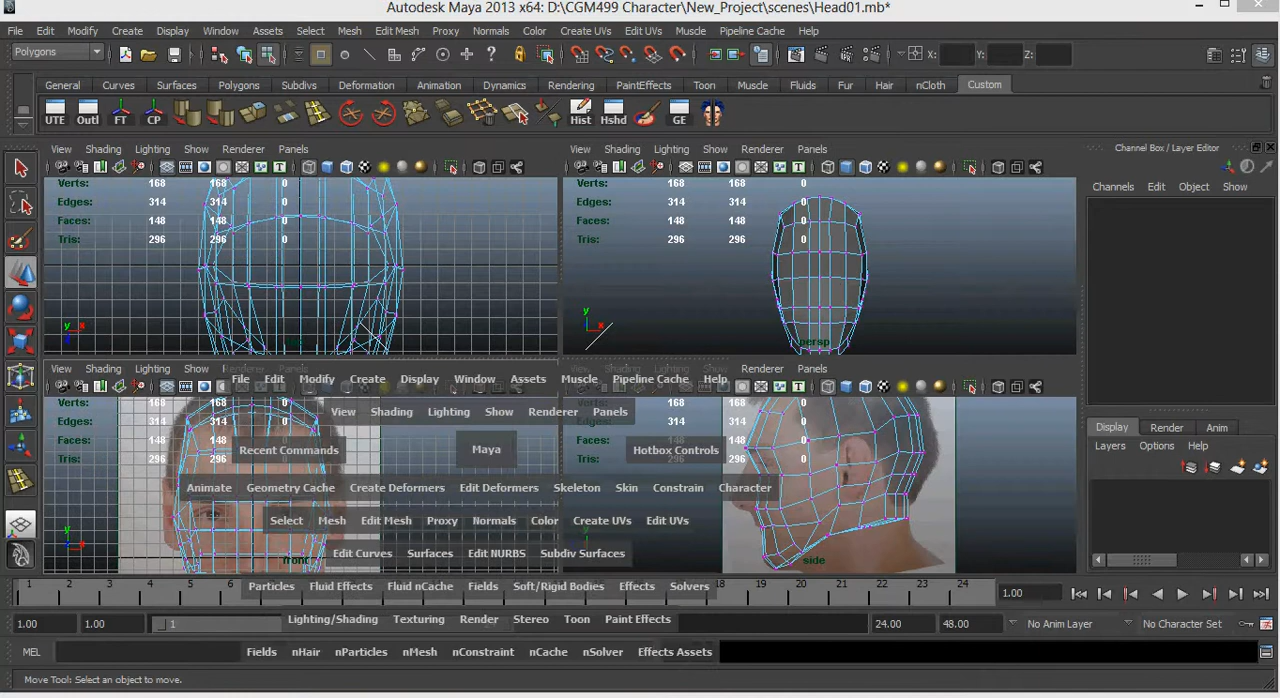 Autodesk Maya 2013 x64: D:\CGM499 Character\New_Project\scenes\Head01.mb*
File Edit Modify Create Display Window Assets Select Mesh Edit Mesh Proxy Normals Color Create UVs Edit UVs Muscle Pipeline Cache Help
Polygons X: Y: Z:
General Curves Surfaces Polygons Subdivs Deformation Animation Dynamics Rendering PaintEffects Toon Muscle Fluids Fur Hair nCloth Custom
UTE Outl FT CP Hist Hshd GE
View Shading Lighting Show Renderer Panels View Shading Lighting Show Renderer Panels Channel Box / Layer Editor
Channels Edit Object Show
Verts: 168 168 0 Verts: 168 168 0
Edges: 314 314 0 Edges: 314 314 0
Faces: 148 148 0 Faces: 148 148 0
Tris: 296 296 0 Tris: 296 296 0
y x y x
persp
View Shading Lighting Show Renderer Panels
File Edit Modify Create Display Window Assets Muscle Pipeline Cache Help
View Shading Lighting Show Renderer Panels
Verts: 168 168 0 168 168 0
Edges: 314 314 314 314 0
Faces: 148 148 148 148 0
Tris: 296 296 296 296 0
Recent Commands Maya Hotbox Controls
Display Render Anim
Layers Options Help
Animate Geometry Cache Create Deformers Edit Deformers Skeleton Skin Constrain Character
Select Mesh Edit Mesh Proxy Normals Color Create UVs Edit UVs
Edit Curves Surfaces Edit NURBS Subdiv Surfaces
y front side
1 2 3 4 5 6 18 19 20 21 22 23 24 1.00
Particles Fluid Effects Fluid nCache Fields Soft/Rigid Bodies Effects Solvers
1.00 1.00 1 24.00 48.00 No Anim Layer No Character Set
Lighting/Shading Texturing Render Stereo Toon Paint Effects
MEL Fields nHair nParticles nMesh nConstraint nCache nSolver Effects Assets
Move Tool: Select an object to move.